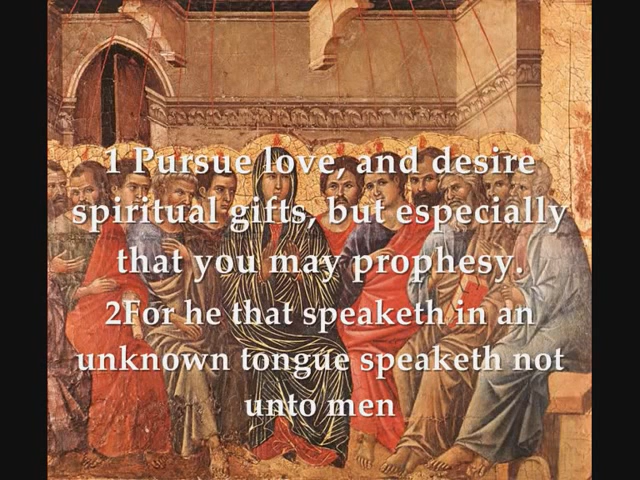 1 Pursue love, and desire
spiritual gifts, but especially
that you may prophesy.
2For he that speaketh in an
unknown tongue speaketh not
unto men